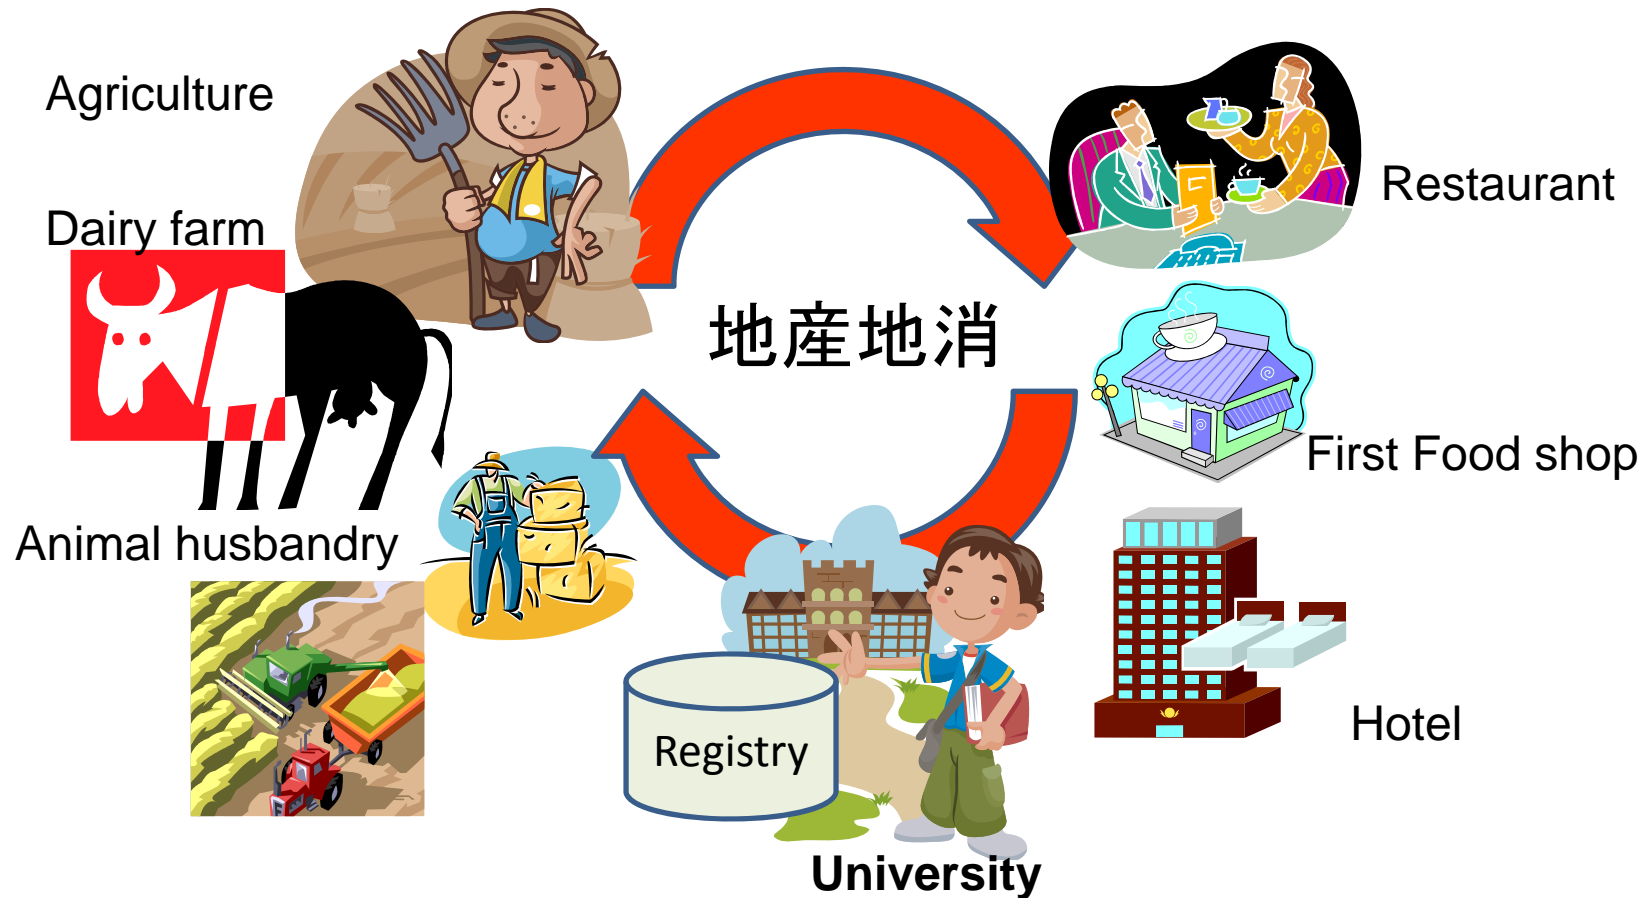 Agriculture
Dairy farm
Animal husbandry
地産地消
Restaurant
First Food shop
Hotel
Registry
University